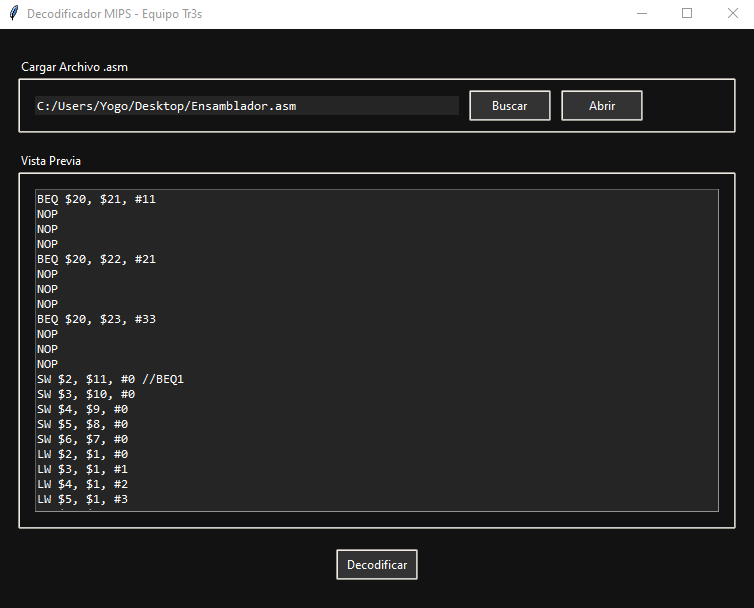 Decodificador MIPS - Equipo Tr3s
Cargar Archivo .asm
C:/Users/Yogo/Desktop/Ensamblador.asm Buscar Abrir
Vista Previa
BEQ $20, $21, #11
NOP
NOP
NOP
BEQ $20, $22, #21
NOP
NOP
NOP
BEQ $20, $23, #33
NOP
NOP
NOP
SW $2, $11, #0 //BEQ1
SW $3, $10, #0
SW $4, $9, #0
SW $5, $8, #0
SW $6, $7, #0
LW $2, $1, #0
LW $3, $1, #1
LW $4, $1, #2
LW $5, $1, #3
Decodificar